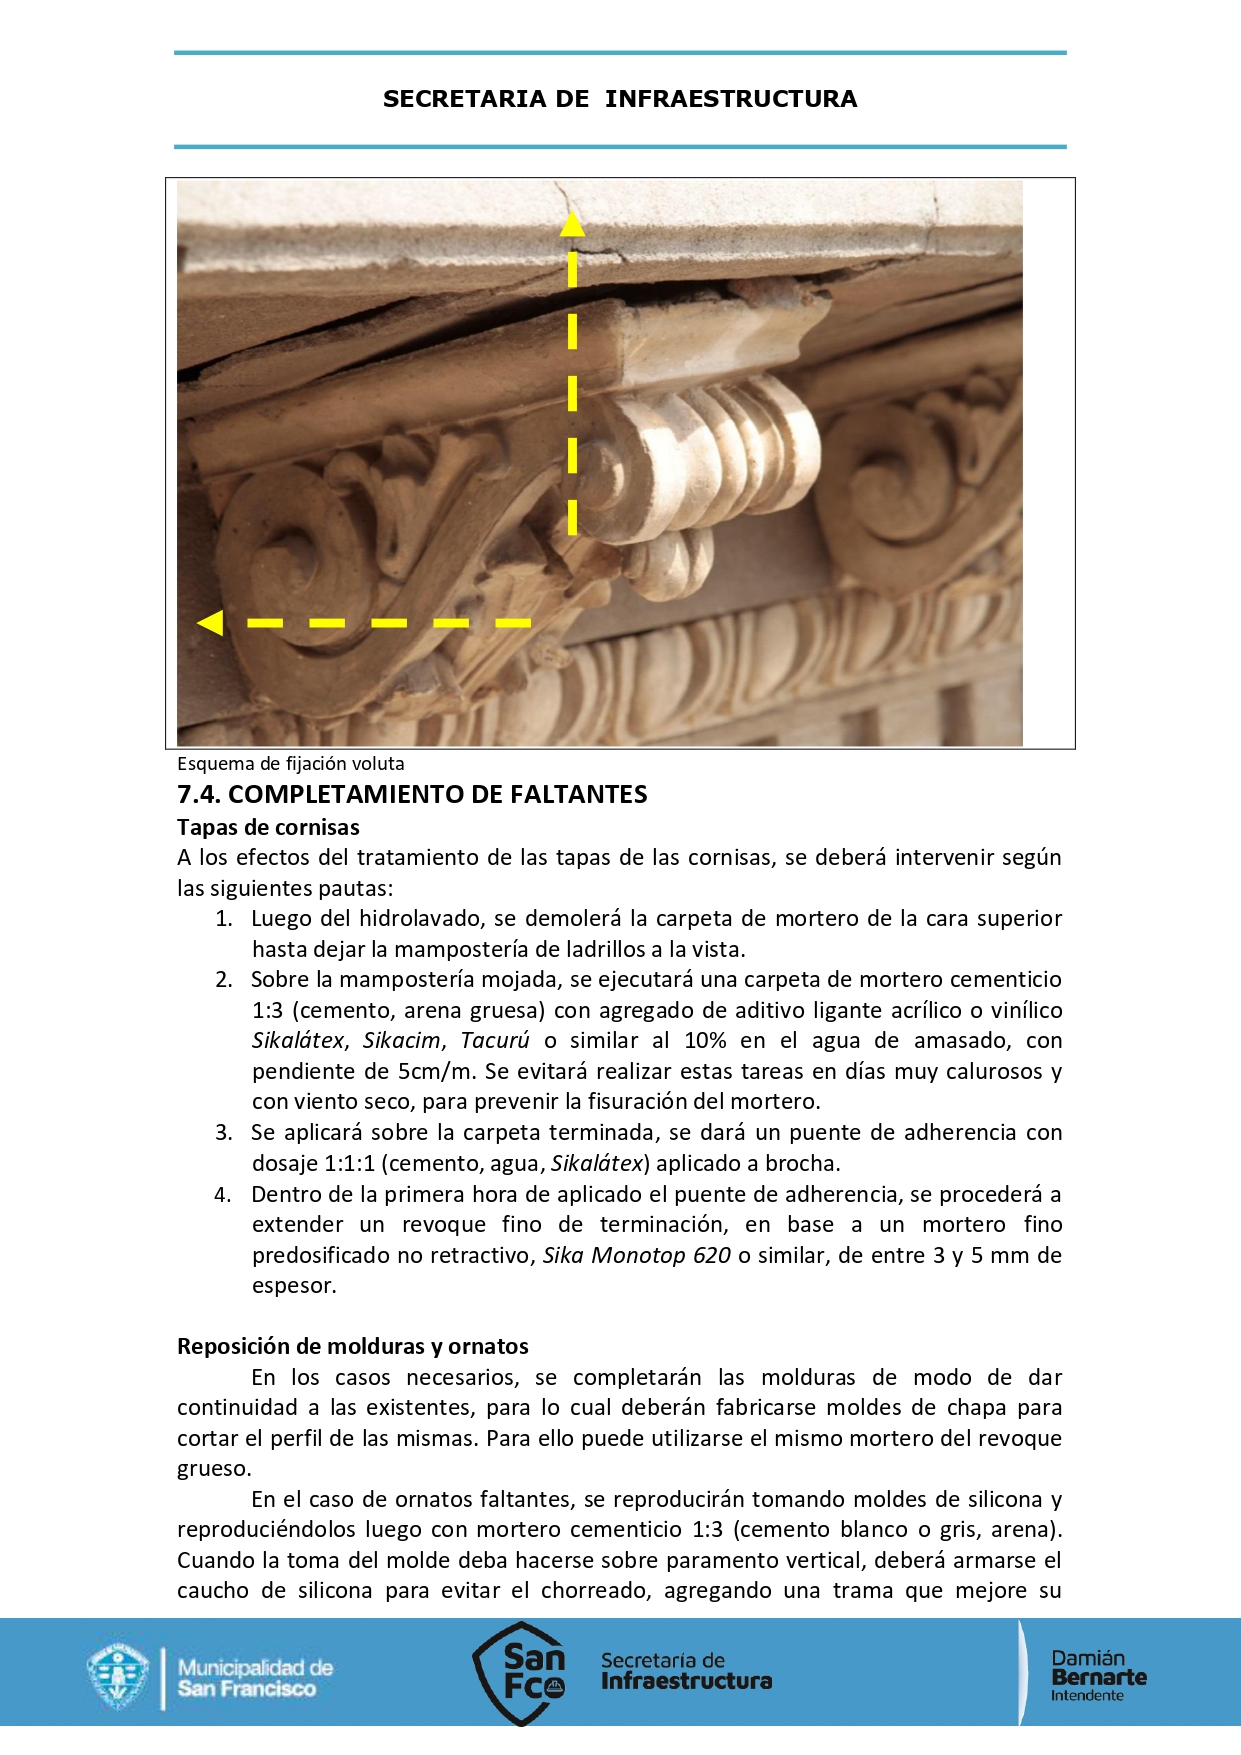 SECRETARIA DE  INFRAESTRUCTURA
Esquema de fijación voluta
7.4. COMPLETAMIENTO DE FALTANTES
Tapas de cornisas
A los efectos del tratamiento de las tapas de las cornisas, se deberá intervenir según
las siguientes pautas:
1. Luego del hidrolavado, se demolerá la carpeta de mortero de la cara superior
hasta dejar la mampostería de ladrillos a la vista.
2. Sobre la mampostería mojada, se ejecutará una carpeta de mortero cementicio
1:3 (cemento, arena gruesa) con agregado de aditivo ligante acrílico o vinílico
Sikalátex, Sikacim, Tacurú o similar al 10% en el agua de amasado, con
pendiente de 5cm/m. Se evitará realizar estas tareas en días muy calurosos y
con viento seco, para prevenir la fisuración del mortero.
3. Se aplicará sobre la carpeta terminada, se dará un puente de adherencia con
dosaje 1:1:1 (cemento, agua, Sikalátex) aplicado a brocha.
4. Dentro de la primera hora de aplicado el puente de adherencia, se procederá a
extender un revoque fino de terminación, en base a un mortero fino
predosificado no retractivo, Sika Monotop 620 o similar, de entre 3 y 5 mm de
espesor.
Reposición de molduras y ornatos
En los casos necesarios, se completarán las molduras de modo de dar
continuidad a las existentes, para lo cual deberán fabricarse moldes de chapa para
cortar el perfil de las mismas. Para ello puede utilizarse el mismo mortero del revoque
grueso.
En el caso de ornatos faltantes, se reproducirán tomando moldes de silicona y
reproduciéndolos luego con mortero cementicio 1:3 (cemento blanco o gris, arena).
Cuando la toma del molde deba hacerse sobre paramento vertical, deberá armarse el
caucho de silicona para evitar el chorreado, agregando una trama que mejore su
Municipalidad de
San Francisco
San
Fco
Secretaría de
Infraestructura
Damián
Bernarte
Intendente